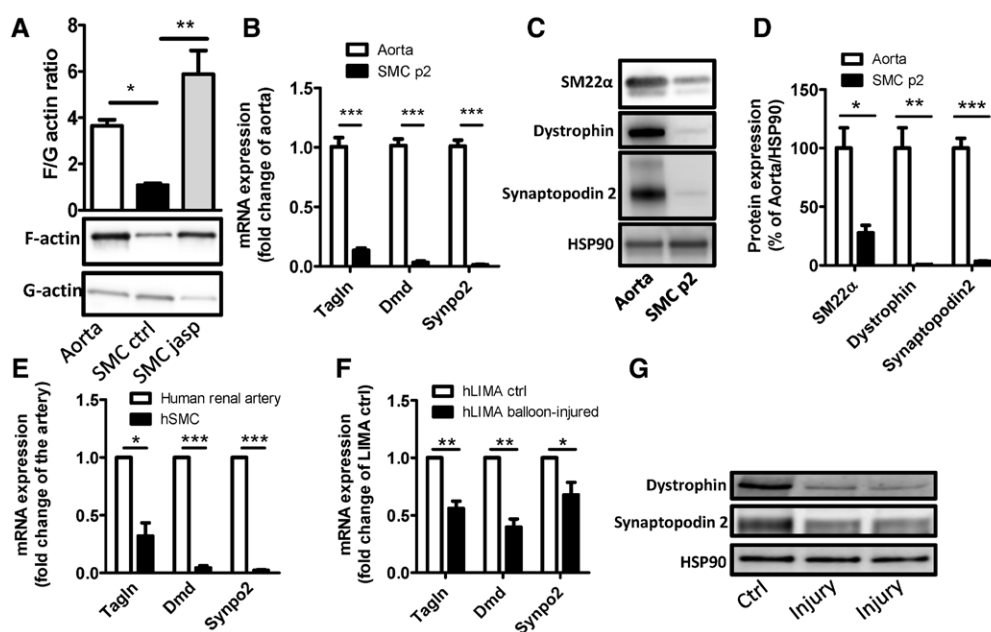 A
**
*
F/G actin ratio
8
6
4
2
0
F-actin
G-actin
Aorta
SMC ctrl
SMC jasp
B
Aorta
SMC p2
mRNA expression
(fold change of aorta)
1.5
1.0
0.5
0.0
***
***
***
Tagln
Dmd
Synpo2
C
SM22α
Dystrophin
Synaptopodin 2
HSP90
Aorta
SMC p2
D
Aorta
SMC p2
Protein expression
(% of Aorta/HSP90)
150
100
50
0
*
**
***
SM22α
Dystrophin
Synaptopodin2
E
Human renal artery
hSMC
mRNA expression
(fold change of the artery)
1.5
1.0
0.5
0.0
*
***
***
Tagln
Dmd
Synpo2
F
hLIMA ctrl
hLIMA balloon-injured
mRNA expression
(fold change of LIMA ctrl)
1.5
1.0
0.5
0.0
**
**
*
Tagln
Dmd
Synpo2
G
Dystrophin
Synaptopodin 2
HSP90
Ctrl
Injury
Injury